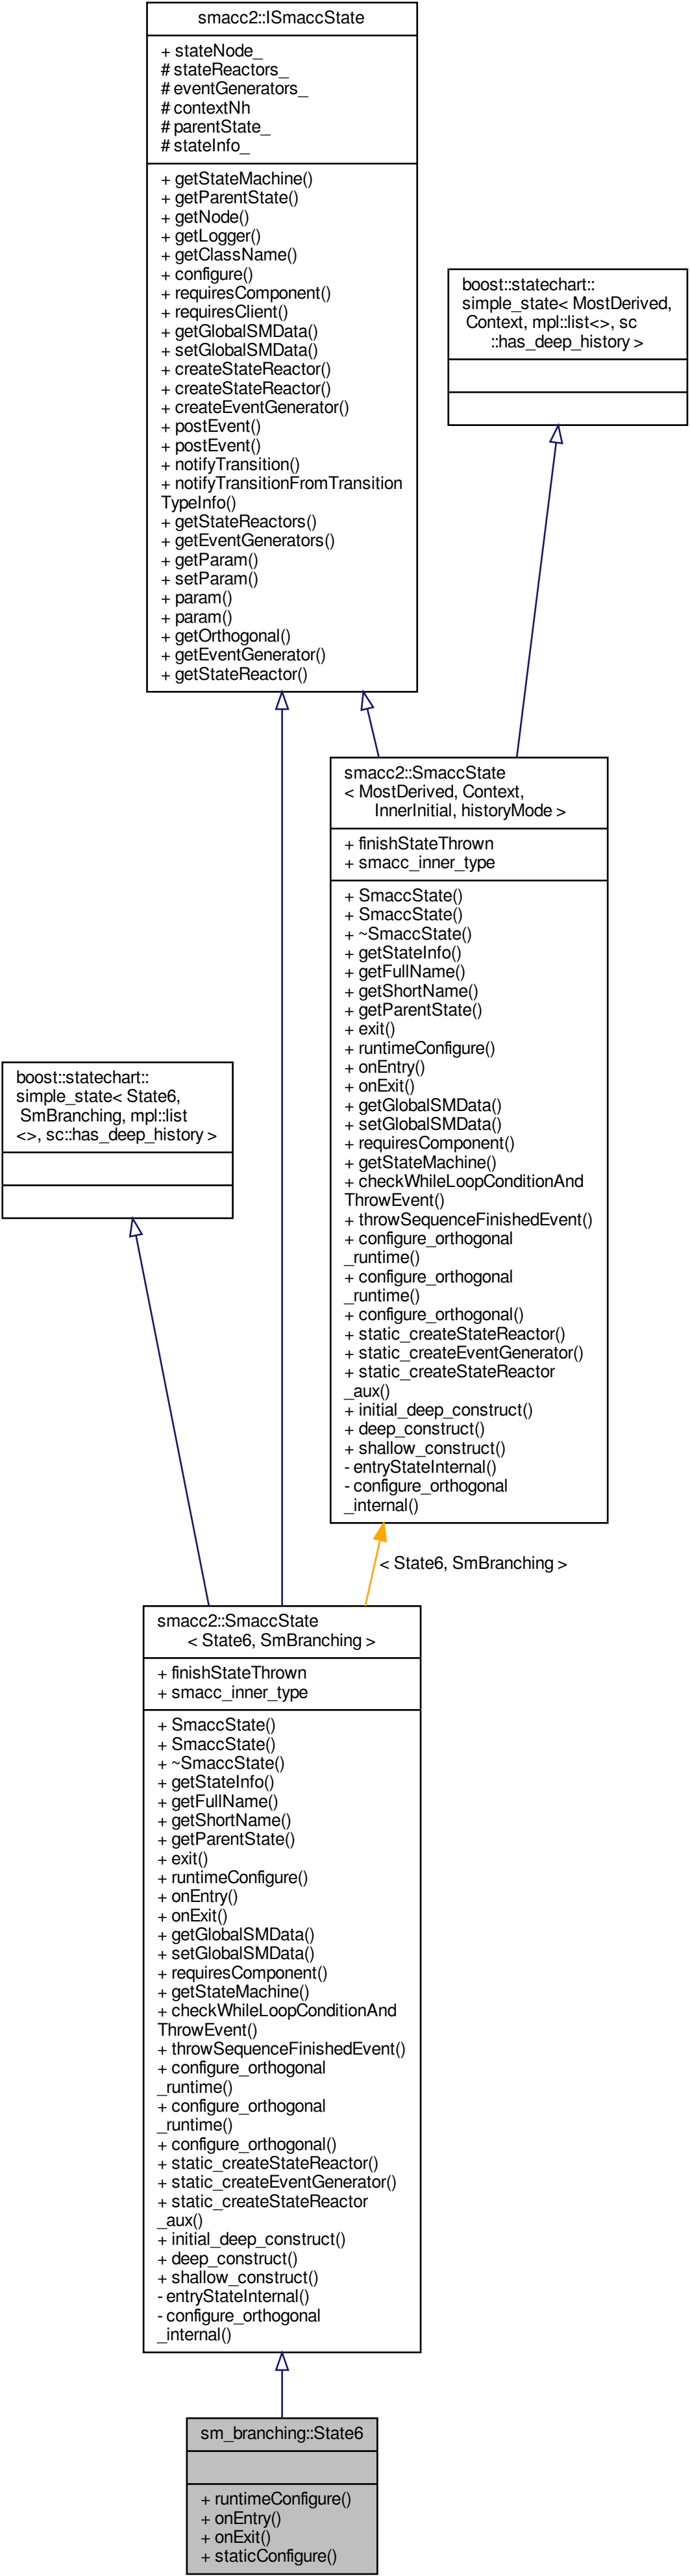 smacc2::ISmaccState
+ stateNode_
# stateReactors_
# eventGenerators_
# contextNh
# parentState_
# stateInfo_
+ getStateMachine()
+ getParentState()
+ getNode()
+ getLogger()
+ getClassName()
+ configure()
+ requiresComponent()
+ requiresClient()
+ getGlobalSMData()
+ setGlobalSMData()
+ createStateReactor()
+ createStateReactor()
+ createEventGenerator()
+ postEvent()
+ postEvent()
+ notifyTransition()
+ notifyTransitionFromTransition
TypeInfo()
+ getStateReactors()
+ getEventGenerators()
+ getParam()
+ setParam()
+ param()
+ param()
+ getOrthogonal()
+ getEventGenerator()
+ getStateReactor()
boost::statechart::
simple_state< MostDerived,
Context, mpl::list<>, sc
::has_deep_history >
smacc2::SmaccState
< MostDerived, Context,
InnerInitial, historyMode >
+ finishStateThrown
+ smacc_inner_type
+ SmaccState()
+ SmaccState()
+ ~SmaccState()
+ getStateInfo()
+ getFullName()
+ getShortName()
+ getParentState()
+ exit()
+ runtimeConfigure()
+ onEntry()
+ onExit()
+ getGlobalSMData()
+ setGlobalSMData()
+ requiresComponent()
+ getStateMachine()
+ checkWhileLoopConditionAnd
ThrowEvent()
+ throwSequenceFinishedEvent()
+ configure_orthogonal
_runtime()
+ configure_orthogonal
_runtime()
+ configure_orthogonal()
+ static_createStateReactor()
+ static_createEventGenerator()
+ static_createStateReactor
_aux()
+ initial_deep_construct()
+ deep_construct()
+ shallow_construct()
- entryStateInternal()
- configure_orthogonal
_internal()
boost::statechart::
simple_state< State6,
SmBranching, mpl::list
<>, sc::has_deep_history >
< State6, SmBranching >
smacc2::SmaccState
< State6, SmBranching >
+ finishStateThrown
+ smacc_inner_type
+ SmaccState()
+ SmaccState()
+ ~SmaccState()
+ getStateInfo()
+ getFullName()
+ getShortName()
+ getParentState()
+ exit()
+ runtimeConfigure()
+ onEntry()
+ onExit()
+ getGlobalSMData()
+ setGlobalSMData()
+ requiresComponent()
+ getStateMachine()
+ checkWhileLoopConditionAnd
ThrowEvent()
+ throwSequenceFinishedEvent()
+ configure_orthogonal
_runtime()
+ configure_orthogonal
_runtime()
+ configure_orthogonal()
+ static_createStateReactor()
+ static_createEventGenerator()
+ static_createStateReactor
_aux()
+ initial_deep_construct()
+ deep_construct()
+ shallow_construct()
- entryStateInternal()
- configure_orthogonal
_internal()
sm_branching::State6
+ runtimeConfigure()
+ onEntry()
+ onExit()
+ staticConfigure()